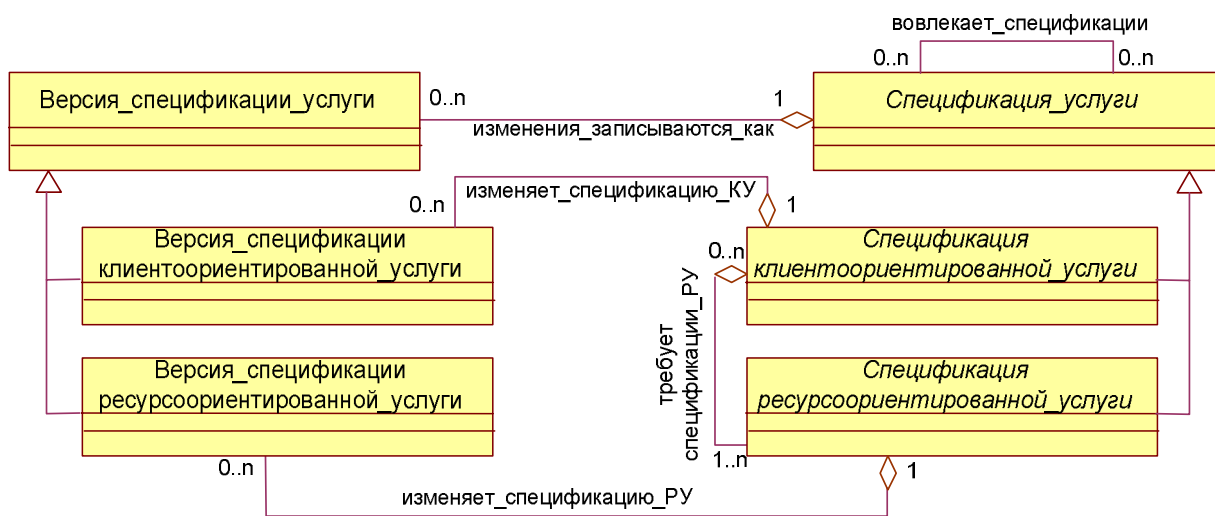 вовлекает_спецификации
0..n
0..n
Версия_спецификации_услуги
0..n
1
Спецификация_услуги
изменения_записываются_как
изменяет_спецификацию_КУ
0..n
1
Версия_спецификации
клиентоориентированной_услуги
Спецификация
клиентоориентированной_услуги
0..n
требует
спецификации_РУ
1..n
Версия_спецификации
ресурсоориентированной_услуги
Спецификация
ресурсоориентированной_услуги
0..n
1
изменяет_спецификацию_РУ